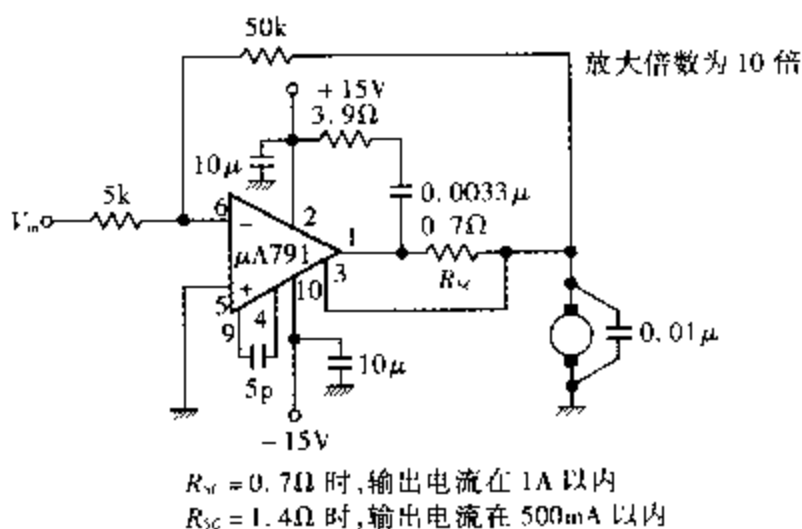 50k
放大倍数为 10 倍
+15V
3.9Ω
10μ
0.0033μ
5k
0.7Ω
Vin
6
2
−
1
μA791
3
Rsc
+
10
5
4
9
0.01μ
10μ
5p
−15V
Rsc=0.7Ω 时,输出电流在 1A 以内
RSC=1.4Ω 时,输出电流在 500mA 以内